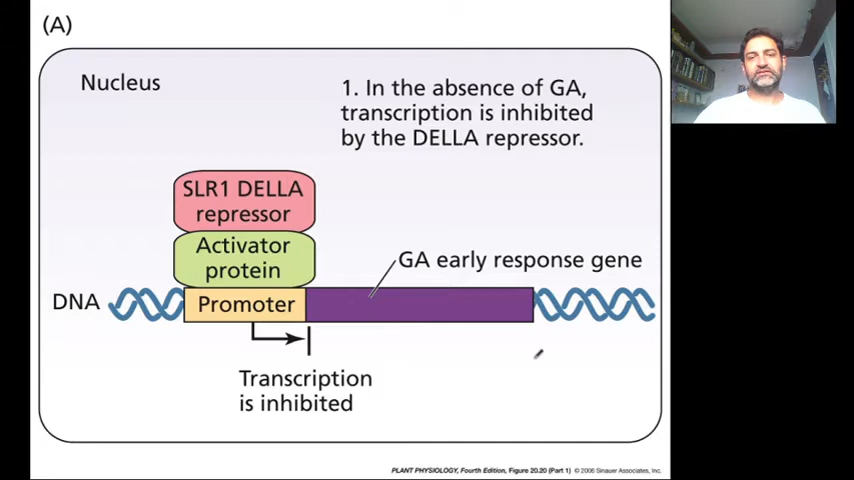 (A)
Nucleus
1. In the absence of GA,
transcription is inhibited
by the DELLA repressor.
SLR1 DELLA
repressor
Activator
protein
GA early response gene
DNA
Promoter
Transcription
is inhibited
PLANT PHYSIOLOGY, Fourth Edition, Figure 20.20 (Part 1) © 2006 Sinauer Associates, Inc.